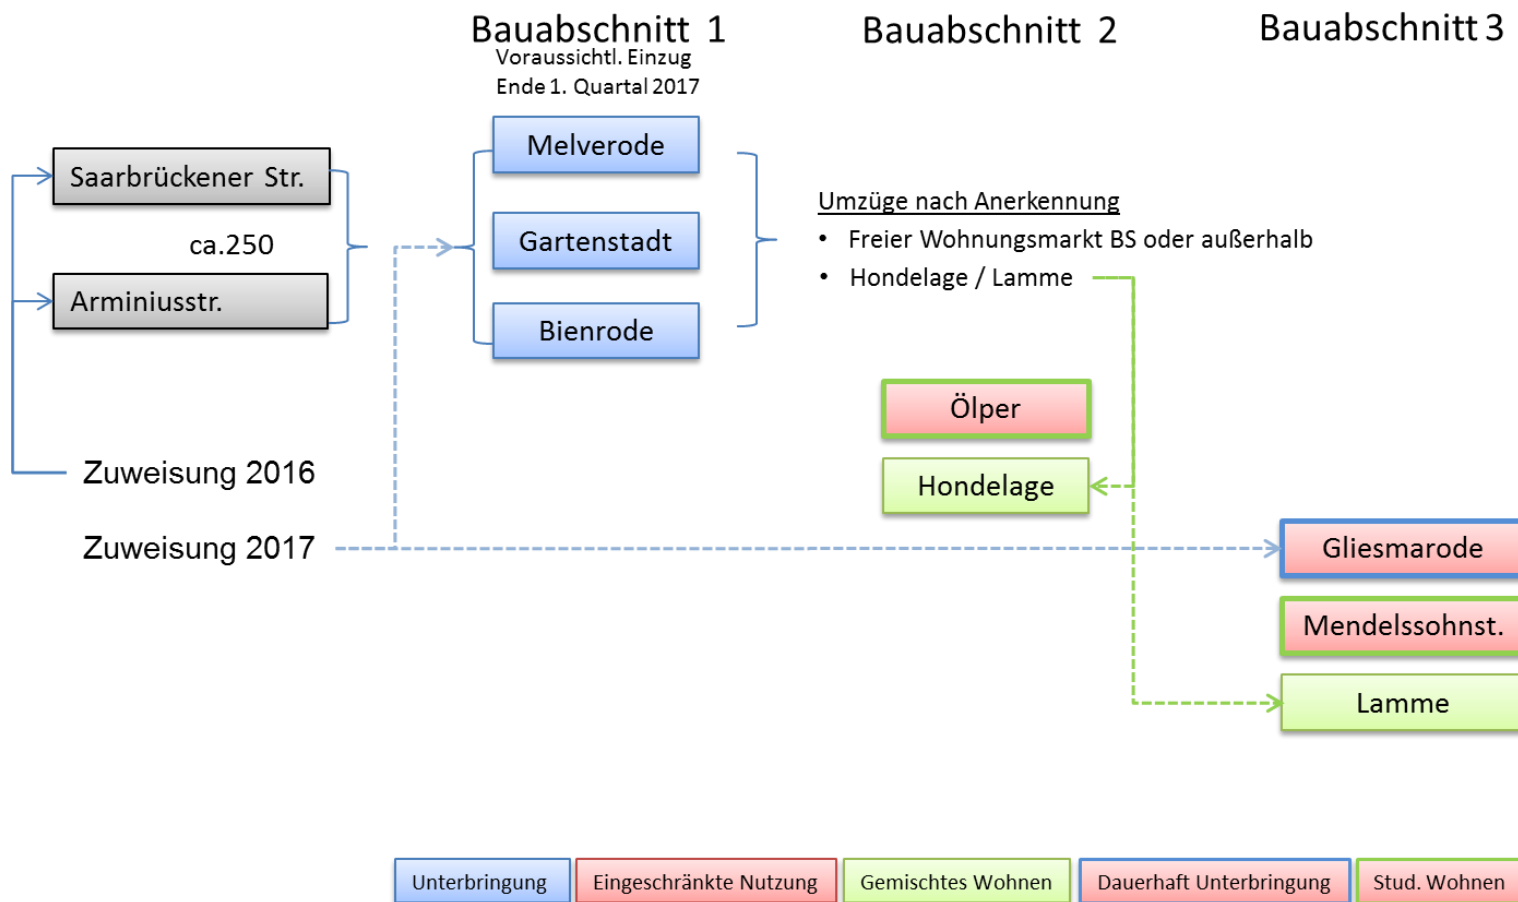 Bauabschnitt 1
Voraussichtl. Einzug
Ende 1. Quartal 2017
Bauabschnitt 2
Bauabschnitt 3
Saarbrückener Str.
ca.250
Arminiusstr.
Melverode
Gartenstadt
Bienrode
Umzüge nach Anerkennung
• Freier Wohnungsmarkt BS oder außerhalb
• Hondelage / Lamme
Ölper
Hondelage
Zuweisung 2016
Zuweisung 2017
Gliesmarode
Mendelssohnst.
Lamme
Unterbringung
Eingeschränkte Nutzung
Gemischtes Wohnen
Dauerhaft Unterbringung
Stud. Wohnen